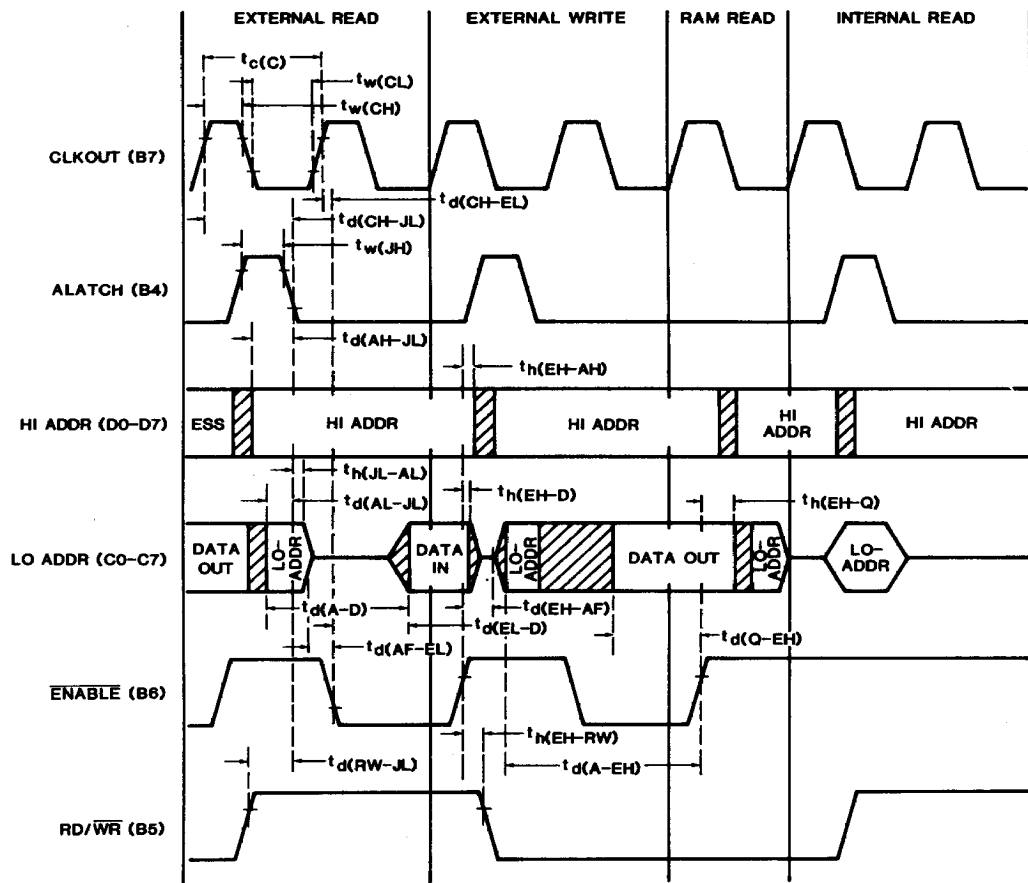 EXTERNAL READ
EXTERNAL WRITE
RAM READ
INTERNAL READ
tc(C)
tw(CL)
tw(CH)
CLKOUT (B7)
td(CH-EL)
td(CH-JL)
tw(JH)
ALATCH (B4)
td(AH-JL)
th(EH-AH)
HI ADDR (D0-D7)
ESS
HI ADDR
HI ADDR
HI
ADDR
HI ADDR
th(JL-AL)
td(AL-JL)
th(EH-D)
th(EH-Q)
LO ADDR (C0-C7)
DATA
OUT
LO-
ADDR
DATA
IN
LO-
ADDR
DATA OUT
LO-
ADDR
LO-
ADDR
td(A-D)
td(EH-AF)
td(EL-D)
td(Q-EH)
td(AF-EL)
ENABLE (B6)
th(EH-RW)
td(RW-JL)
td(A-EH)
RD/WR (B5)